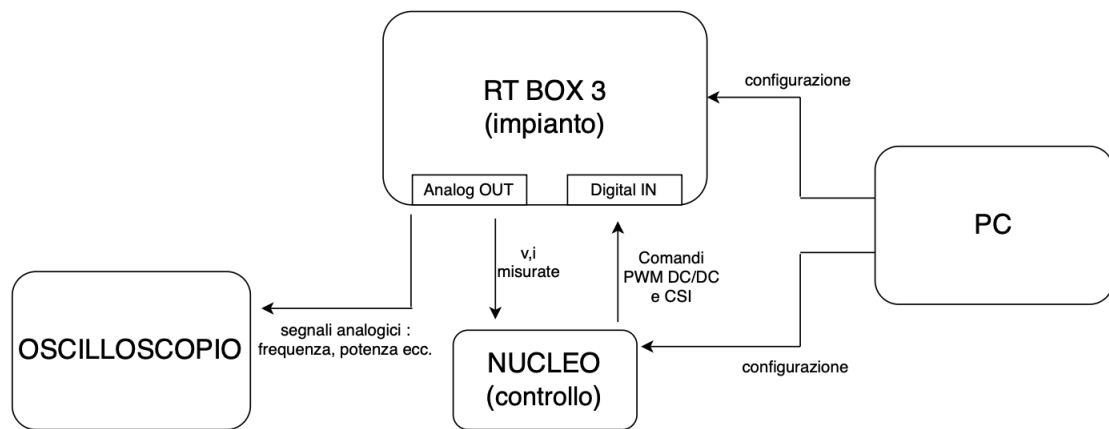 RT BOX 3
(impianto)
Analog OUT
Digital IN
configurazione
PC
v,i
misurate
Comandi
PWM DC/DC
e CSI
OSCILLOSCOPIO
segnali analogici :
frequenza, potenza ecc.
NUCLEO
(controllo)
configurazione